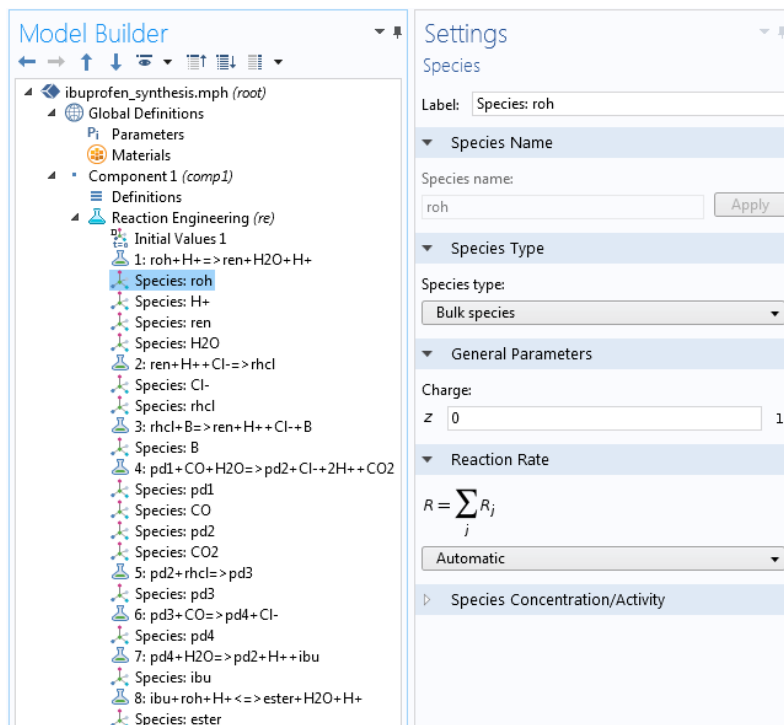 Model Builder
ibuprofen_synthesis.mph (root)
Global Definitions
Pi Parameters
Materials
Component 1 (comp1)
Definitions
Reaction Engineering (re)
Initial Values 1
1: roh+H+=>ren+H2O+H+
Species: roh
Species: H+
Species: ren
Species: H2O
2: ren+H++Cl-=>rhcl
Species: Cl-
Species: rhcl
3: rhcl+B=>ren+H++Cl-+B
Species: B
4: pd1+CO+H2O=>pd2+Cl-+2H++CO2
Species: pd1
Species: CO
Species: pd2
Species: CO2
5: pd2+rhcl=>pd3
Species: pd3
6: pd3+CO=>pd4+Cl-
Species: pd4
7: pd4+H2O=>pd2+H++ibu
Species: ibu
8: ibu+roh+H+<=>ester+H2O+H+
Species: ester
Settings
Species
Label: Species: roh
Species Name
Species name:
roh Apply
Species Type
Species type:
Bulk species
General Parameters
Charge:
z 0 1
Reaction Rate
R = ∑ Rj
j
Automatic
Species Concentration/Activity